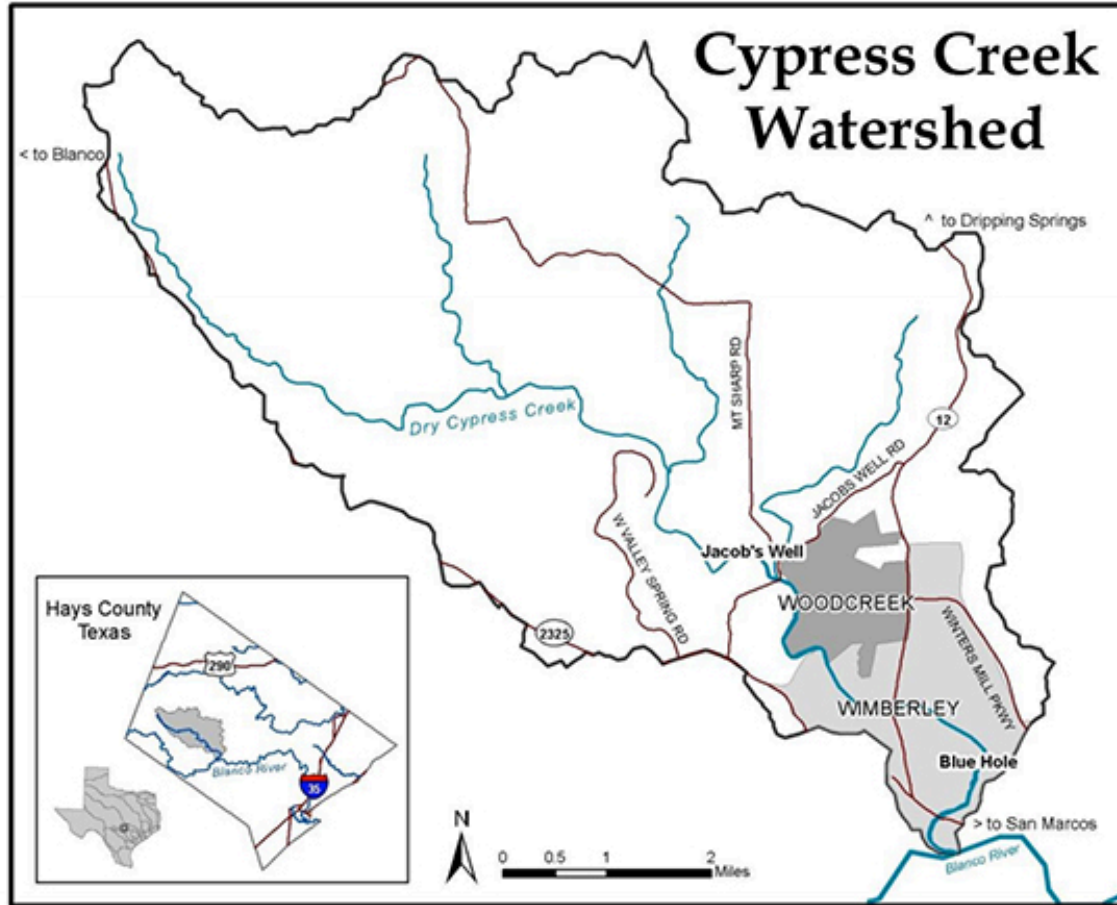 Cypress Creek
Watershed
< to Blanco
^ to Dripping Springs
MT SHARP RD
Dry Cypress Creek
12
JACOBS WELL RD
W VALLEY SPRING RD
Jacob's Well
WOODCREEK
2325
WINTERS MILL PKWY
WIMBERLEY
Blue Hole
> to San Marcos
Blanco River
Hays County
Texas
290
Blanco River
35
N
0 0.5 1 2
Miles